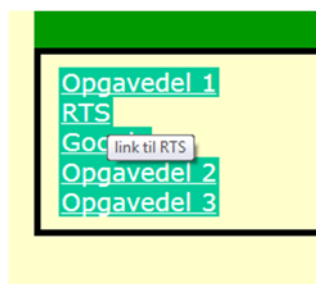 Opgavedel 1
RTS
link til RTS
Opgavedel 2
Opgavedel 3